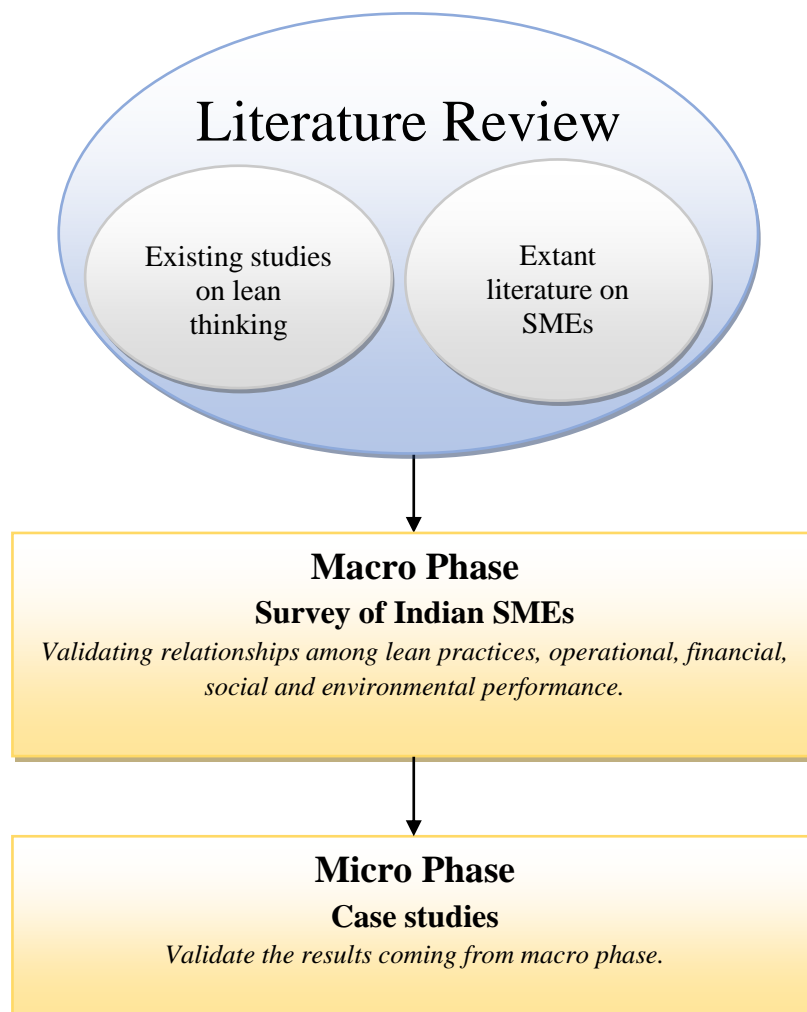 Literature Review
Existing studies
on lean
thinking
Extant
literature on
SMEs
Macro Phase
Survey of Indian SMEs
Validating relationships among lean practices, operational, financial,
social and environmental performance.
Micro Phase
Case studies
Validate the results coming from macro phase.